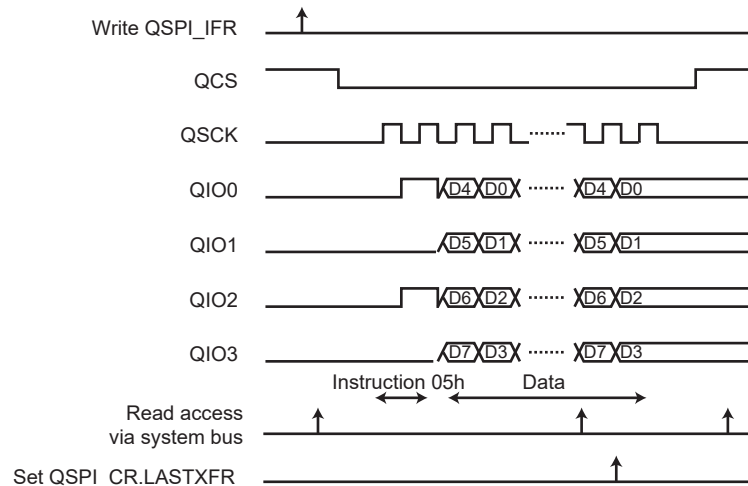 Write QSPI_IFR
QCS
QSCK
QIO0
D4 D0 D4 D0
QIO1
D5 D1 D5 D1
QIO2
D6 D2 D6 D2
QIO3
D7 D3 D7 D3
Instruction 05h Data
Read access
via system bus
Set QSPI_CR.LASTXFR